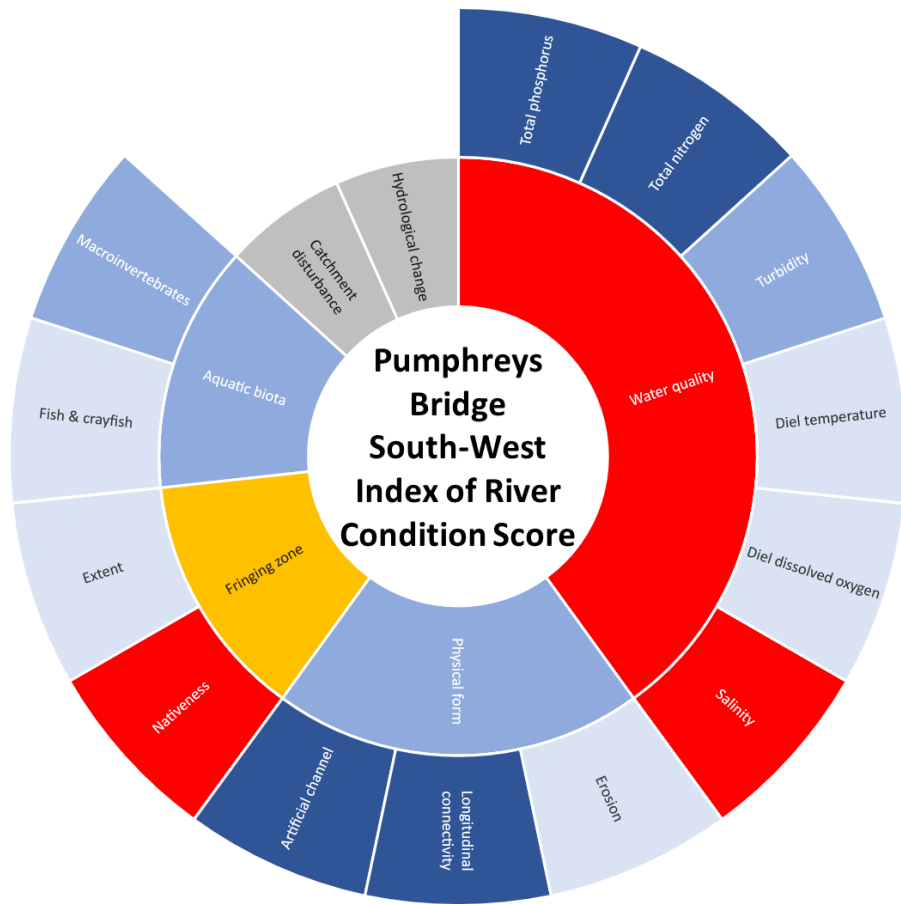 Pumphreys
Bridge
South-West
Index of River
Condition Score
Water quality
Physical form
Fringing zone
Aquatic biota
Catchment
disturbance
Hydrological change
Total phosphorus
Total nitrogen
Turbidity
Diel temperature
Diel dissolved oxygen
Salinity
Erosion
Longitudinal
connectivity
Artificial channel
Nativeness
Extent
Fish & crayfish
Macroinvertebrates